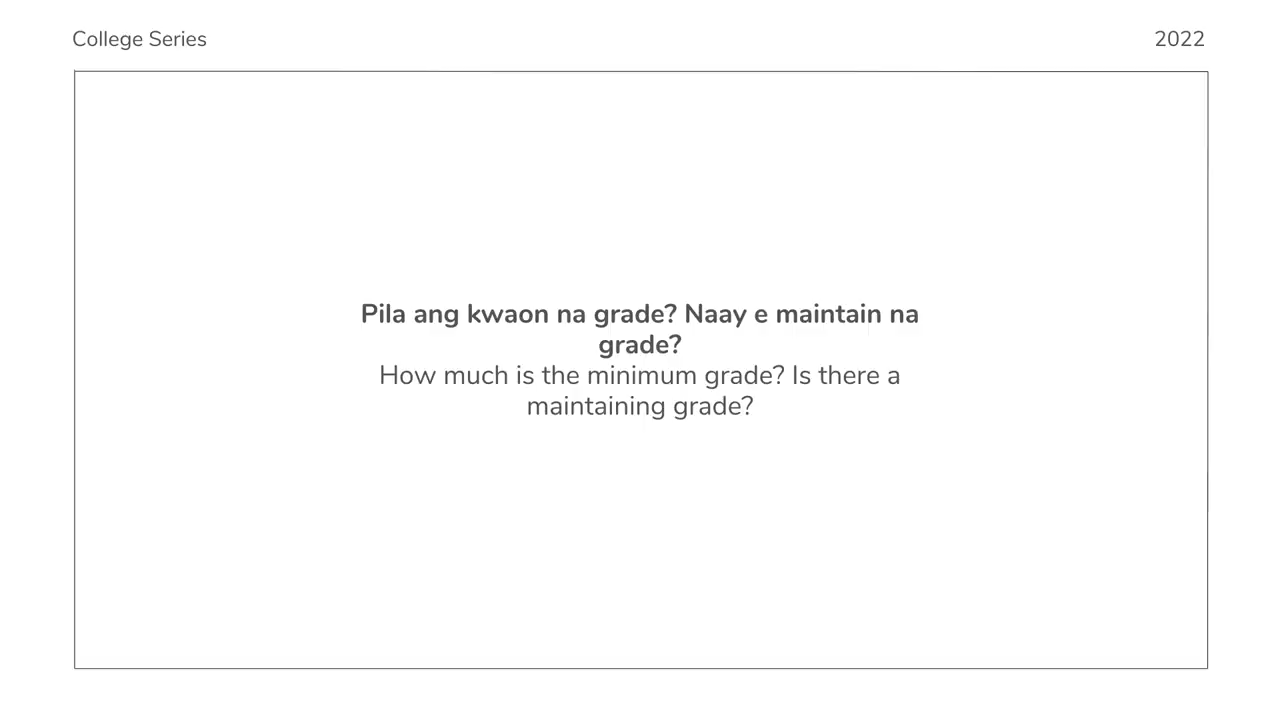 College Series
2022
Pila ang kwaon na grade? Naay e maintain na
grade?
How much is the minimum grade? Is there a
maintaining grade?